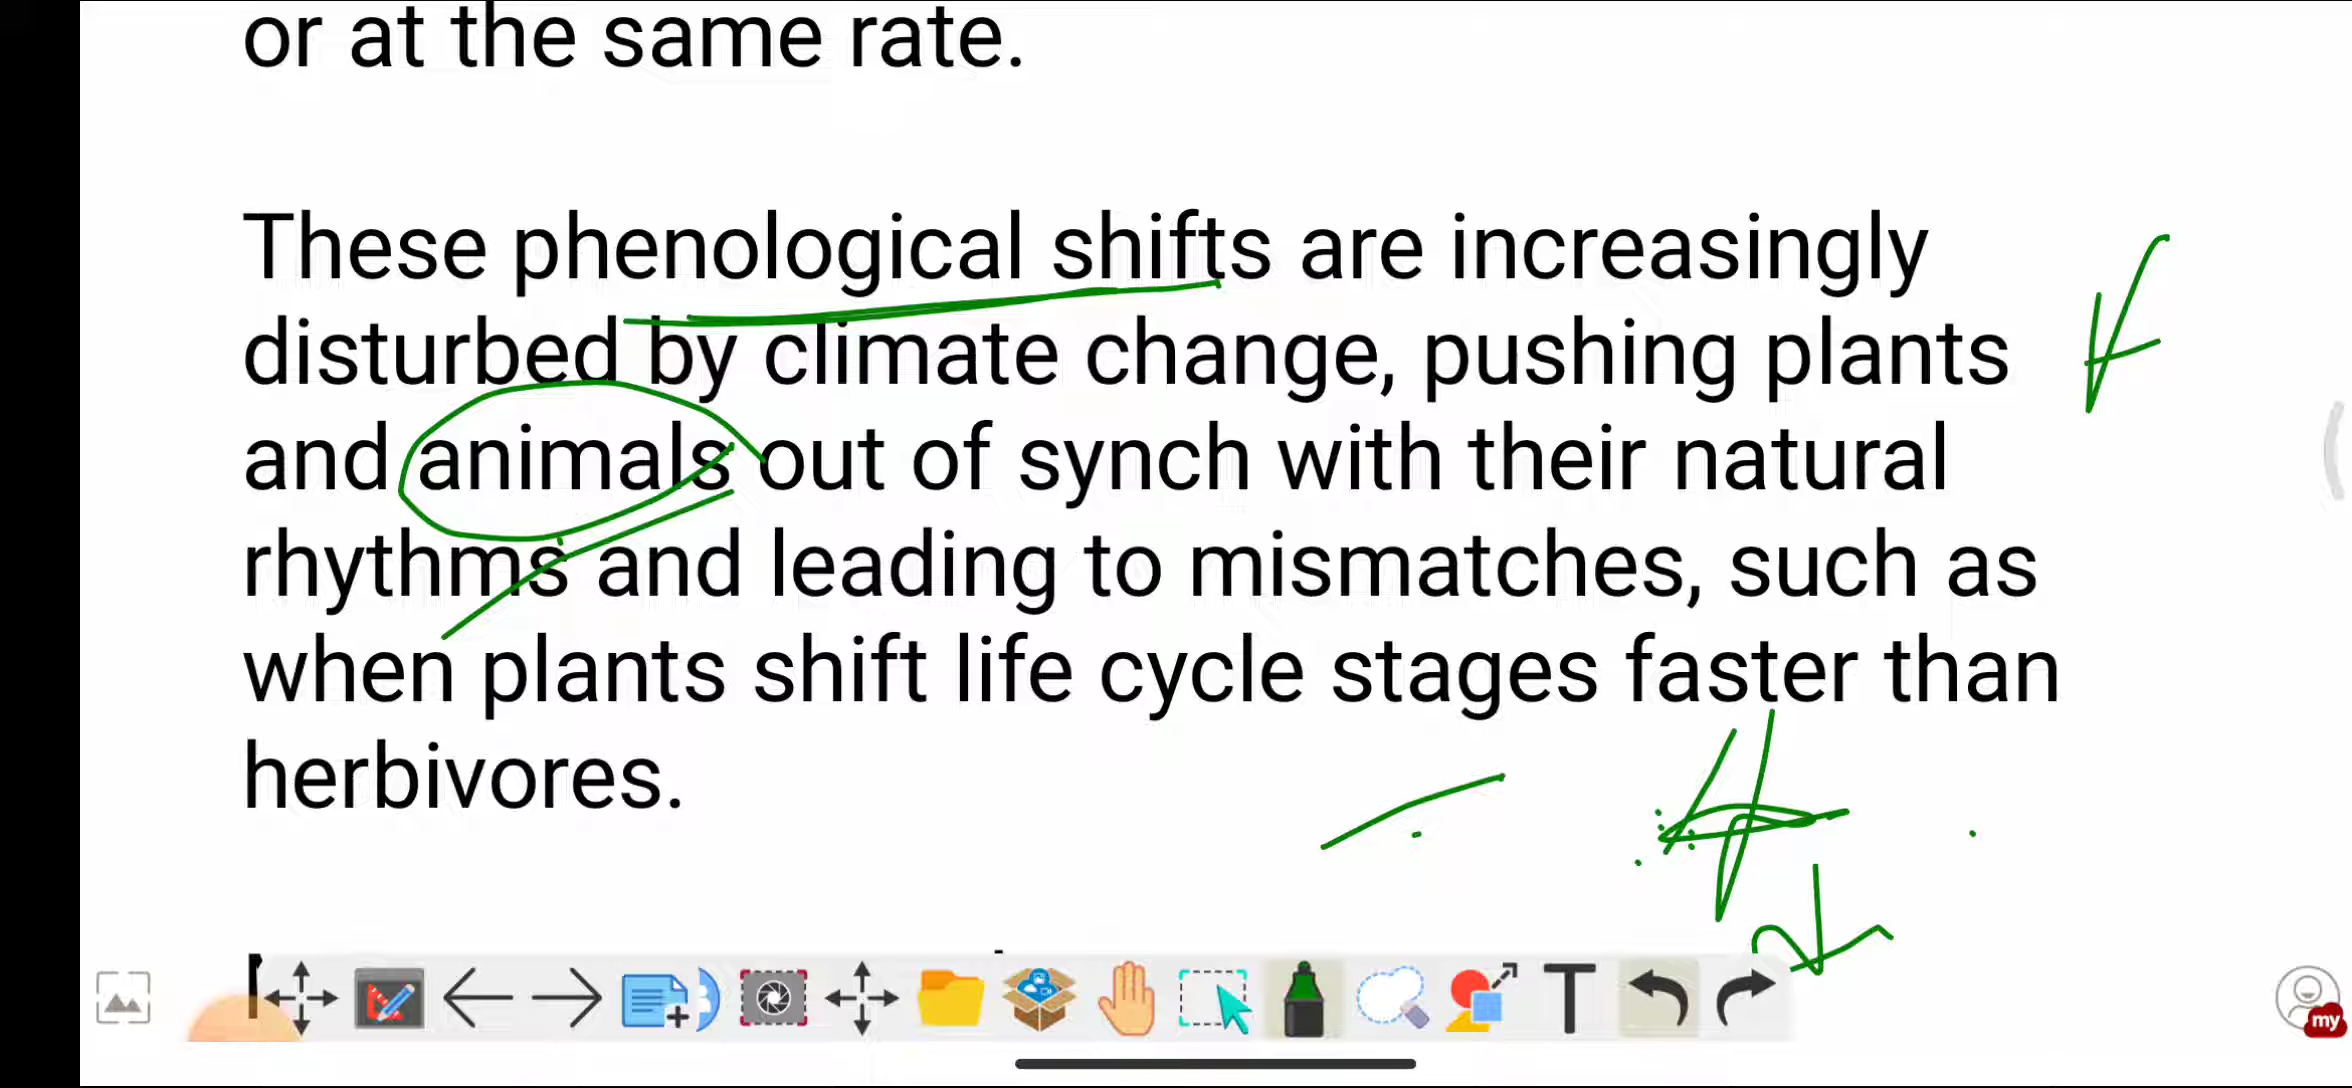 or at the same rate.
These phenological shifts are increasingly
disturbed by climate change, pushing plants
and animals out of synch with their natural
rhythms and leading to mismatches, such as
when plants shift life cycle stages faster than
herbivores.
T
my